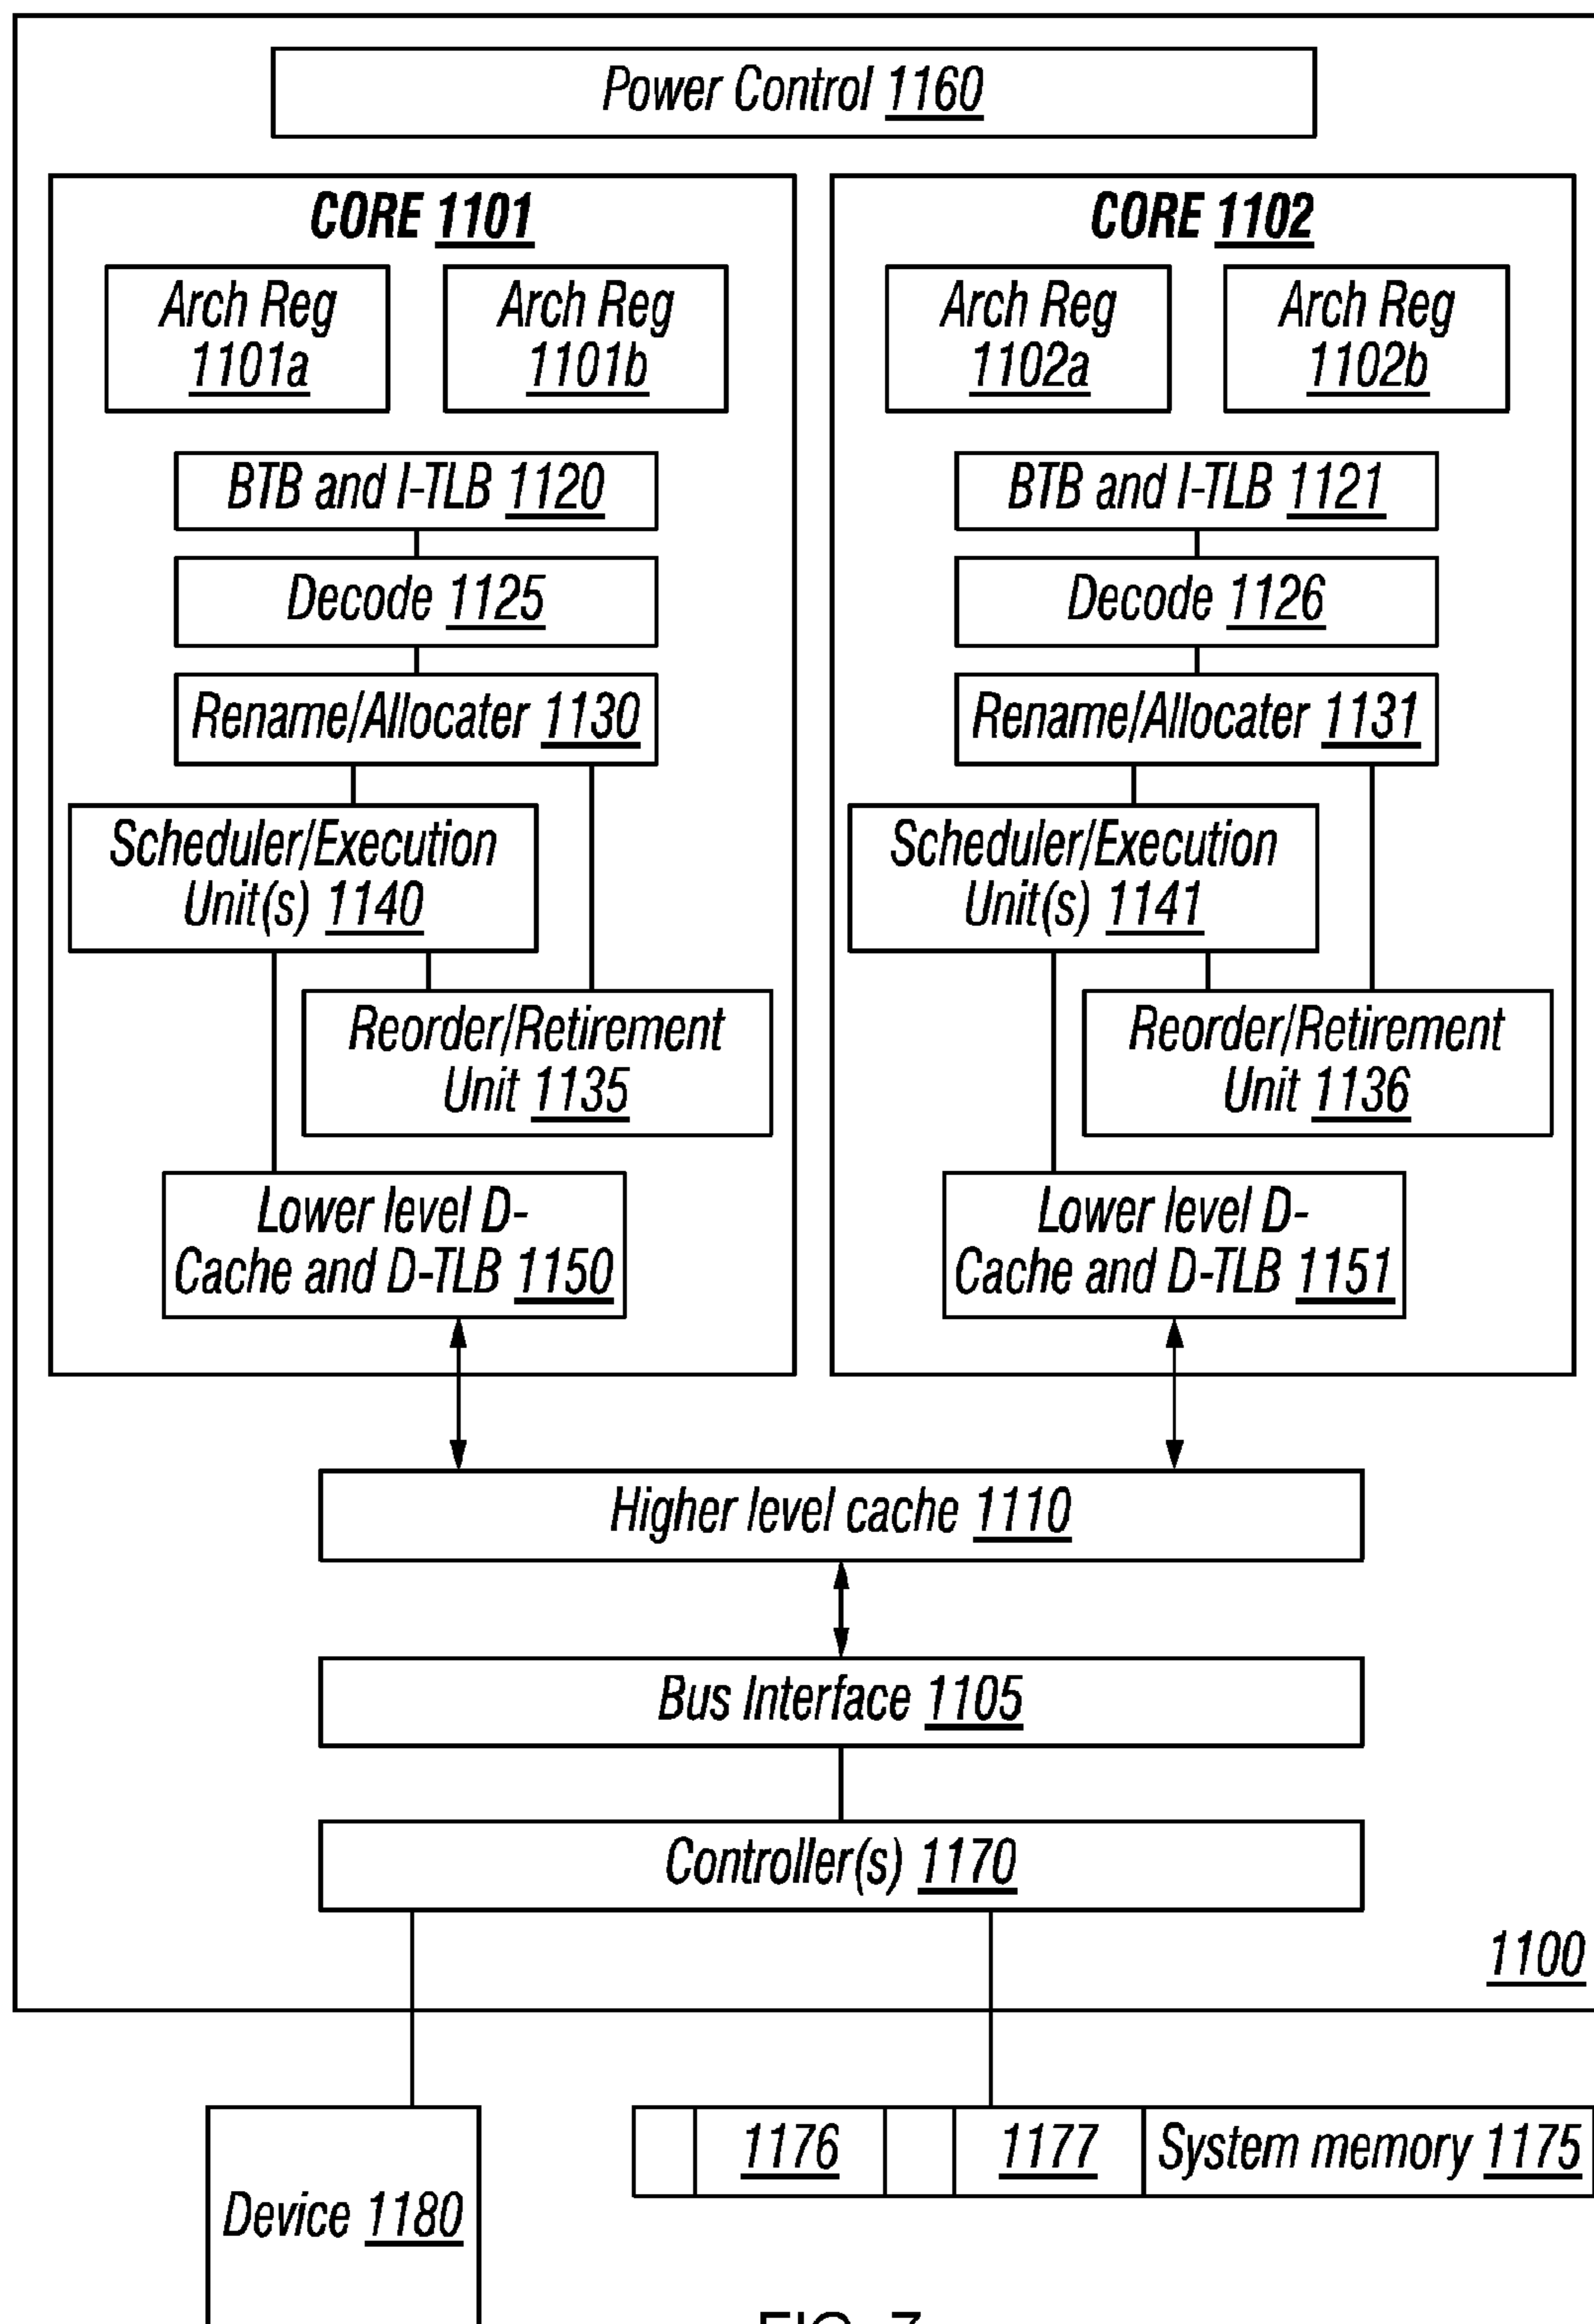 Power Control 1160
CORE 1101
Arch Reg
1101a
Arch Reg
1101b
BTB and I-TLB 1120
Decode 1125
Rename/Allocater 1130
Scheduler/Execution
Unit(s) 1140
Reorder/Retirement
Unit 1135
Lower level D-
Cache and D-TLB 1150
CORE 1102
Arch Reg
1102a
Arch Reg
1102b
BTB and I-TLB 1121
Decode 1126
Rename/Allocater 1131
Scheduler/Execution
Unit(s) 1141
Reorder/Retirement
Unit 1136
Lower level D-
Cache and D-TLB 1151
Higher level cache 1110
Bus Interface 1105
Controller(s) 1170
1100
Device 1180
1176
1177
System memory 1175